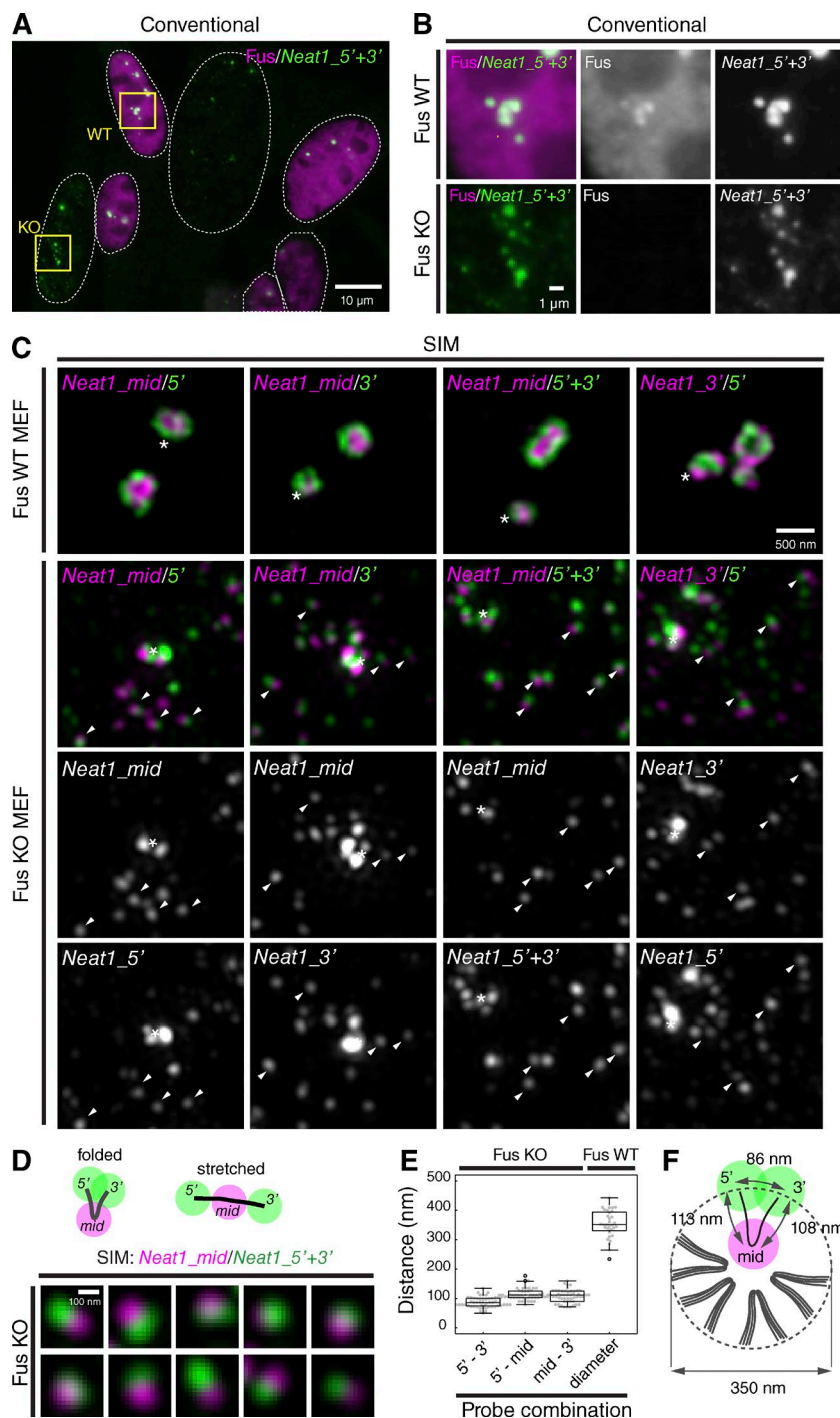 A
Conventional
Fus/Neat1_5'+3'
WT
KO
10 µm
B
Conventional
Fus WT
Fus/Neat1_5'+3'
Fus
Neat1_5'+3'
Fus KO
Fus/Neat1_5'+3'
Fus
Neat1_5'+3'
1 µm
C
SIM
Fus WT MEF
Neat1_mid/5'
Neat1_mid/3'
Neat1_mid/5'+3'
Neat1_3'/5'
*
*
*
*
500 nm
Fus KO MEF
Neat1_mid/5'
Neat1_mid/3'
Neat1_mid/5'+3'
Neat1_3'/5'
*
*
*
*
Neat1_mid
Neat1_mid
Neat1_mid
Neat1_3'
*
*
*
*
Neat1_5'
Neat1_3'
Neat1_5'+3'
Neat1_5'
*
*
*
D
folded
5'
3'
mid
stretched
5'
mid
3'
SIM: Neat1_mid/Neat1_5'+3'
Fus KO
100 nm
E
Fus KO
Fus WT
Distance (nm)
500
400
300
200
100
0
5' - 3'
5' - mid
mid - 3'
diameter
Probe combination
F
86 nm
5'
3'
113 nm
108 nm
mid
350 nm